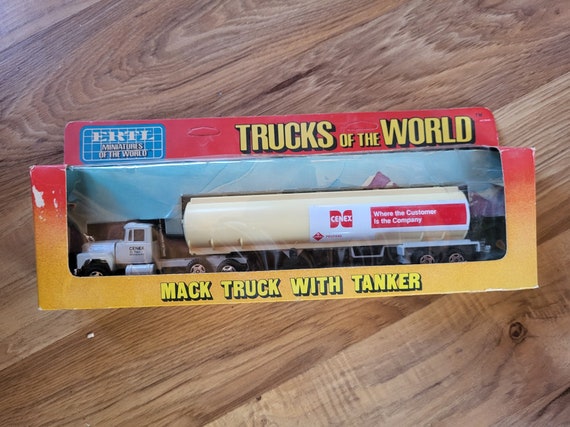 ERTL
MINIATURES
OF THE WORLD
TRUCKS OF THE WORLD
CENEX
Where the Customer
Is the Company
CENEX
MACK TRUCK WITH TANKER